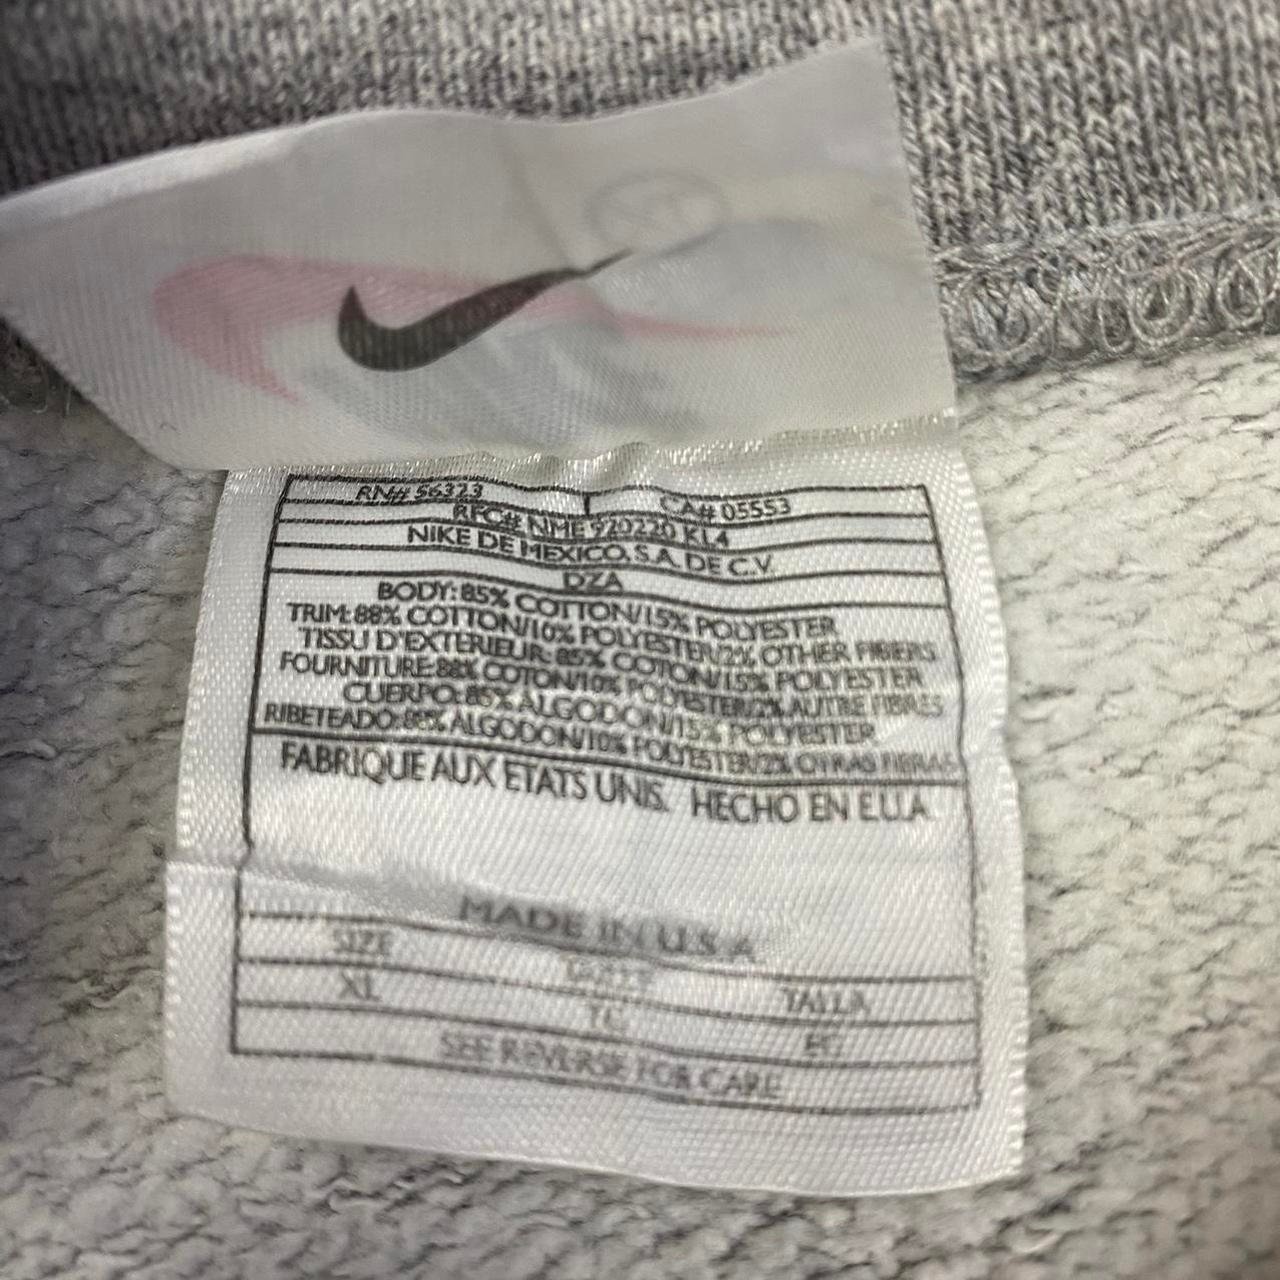 RN# 56323 CA# 05553
RFC# NME 920220 KL4
NIKE DE MEXICO, S.A. DE C.V.
DZA
BODY: 85% COTTON/15% POLYESTER
TRIM: 88% COTTON/10% POLYESTER/2% OTHER FIBERS
TISSU D'EXTERIEUR: 85% COTON/15% POLYESTER
FOURNITURE: 88% COTON/10% POLYESTER/2% AUTRE FIBRES
CUERPO: 85% ALGODON/15% POLYESTER
RIBETEADO: 88% ALGODON/10% POLYESTER/2% OTRAS FIBRAS
FABRIQUE AUX ETATS UNIS. HECHO EN E.U.A.
MADE IN U.S.A.
SIZE TALLA
XL TG EG
SEE REVERSE FOR CARE